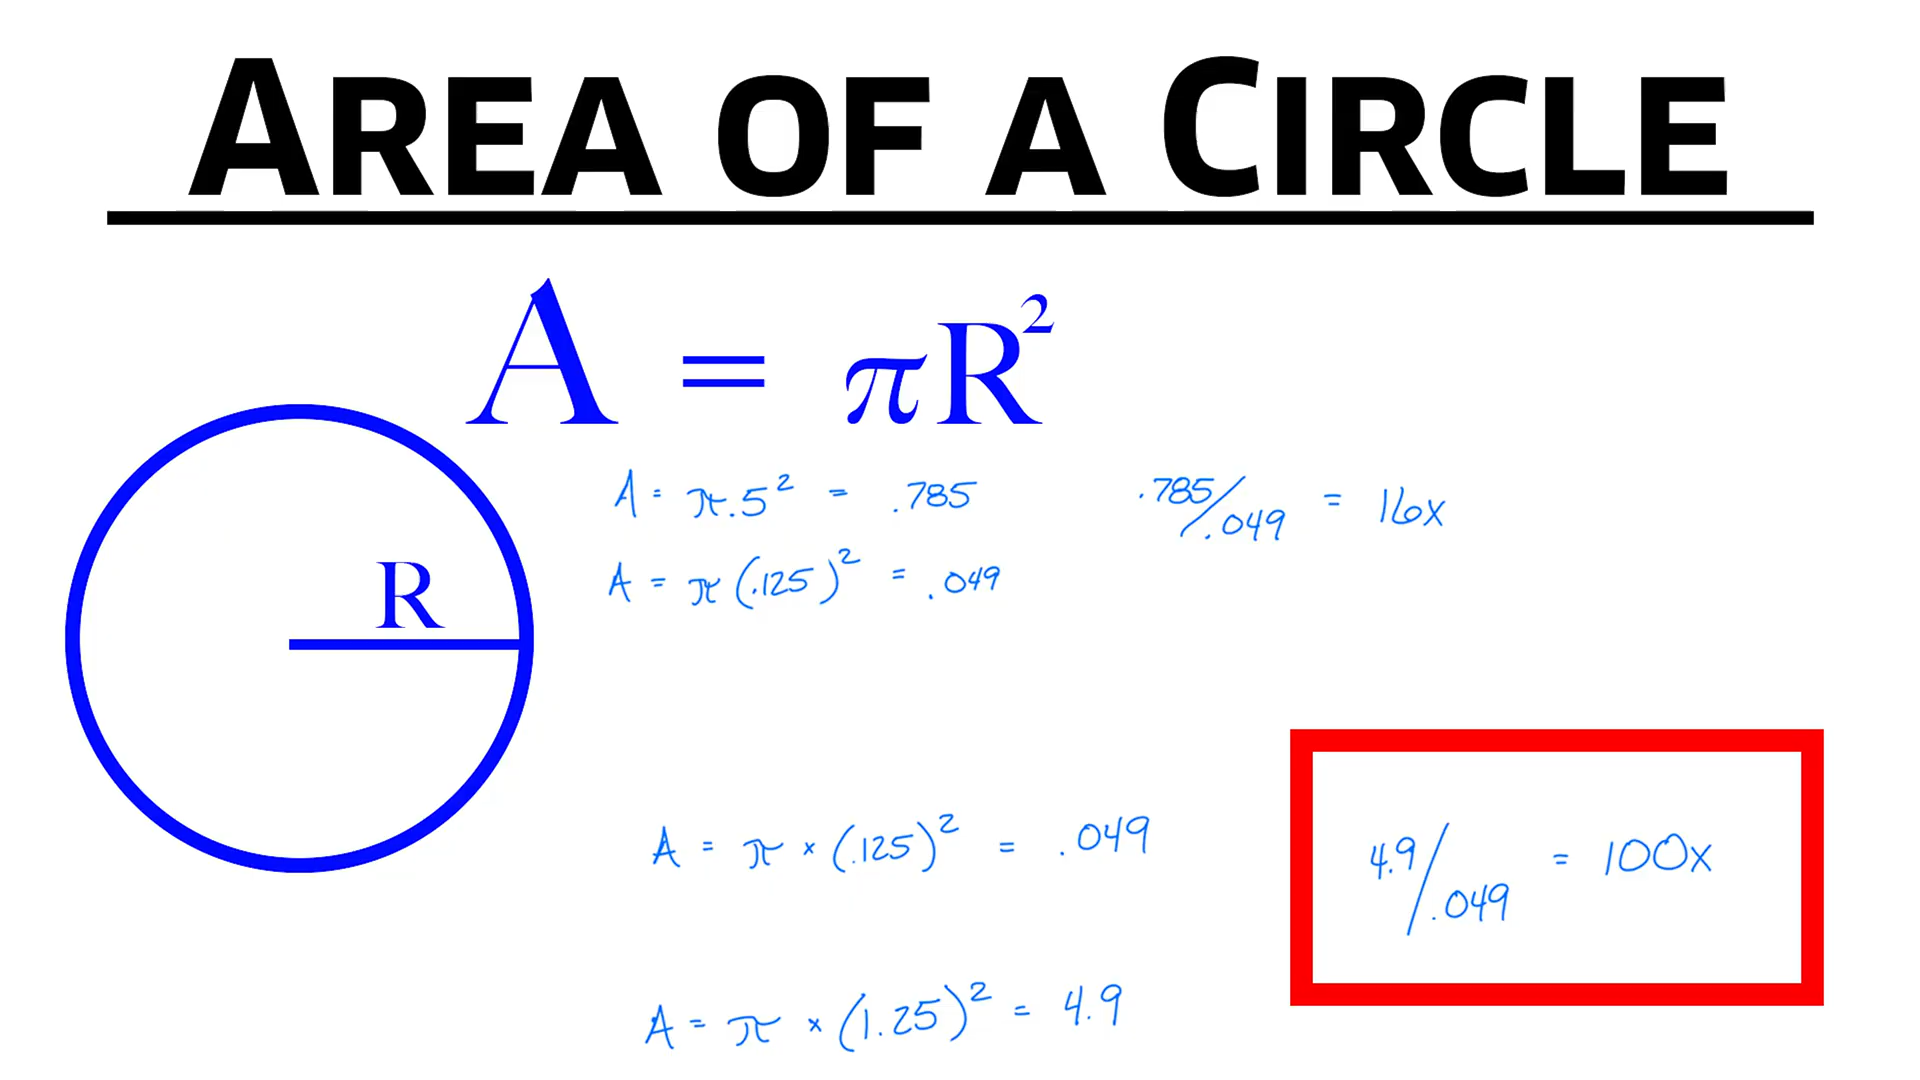 AREA OF A CIRCLE
A = πR²
A = π.5² = .785
.785/.049 = 16x
A = π(.125)² = .049
R
A = π × (.125)² = .049
4.9/.049 = 100x
A = π × (1.25)² = 4.9